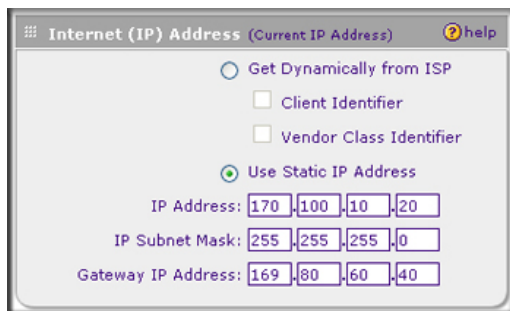 Internet (IP) Address (Current IP Address) ?help
Get Dynamically from ISP
Client Identifier
Vendor Class Identifier
Use Static IP Address
IP Address: 170.100.10.20
IP Subnet Mask: 255.255.255.0
Gateway IP Address: 169.80.60.40